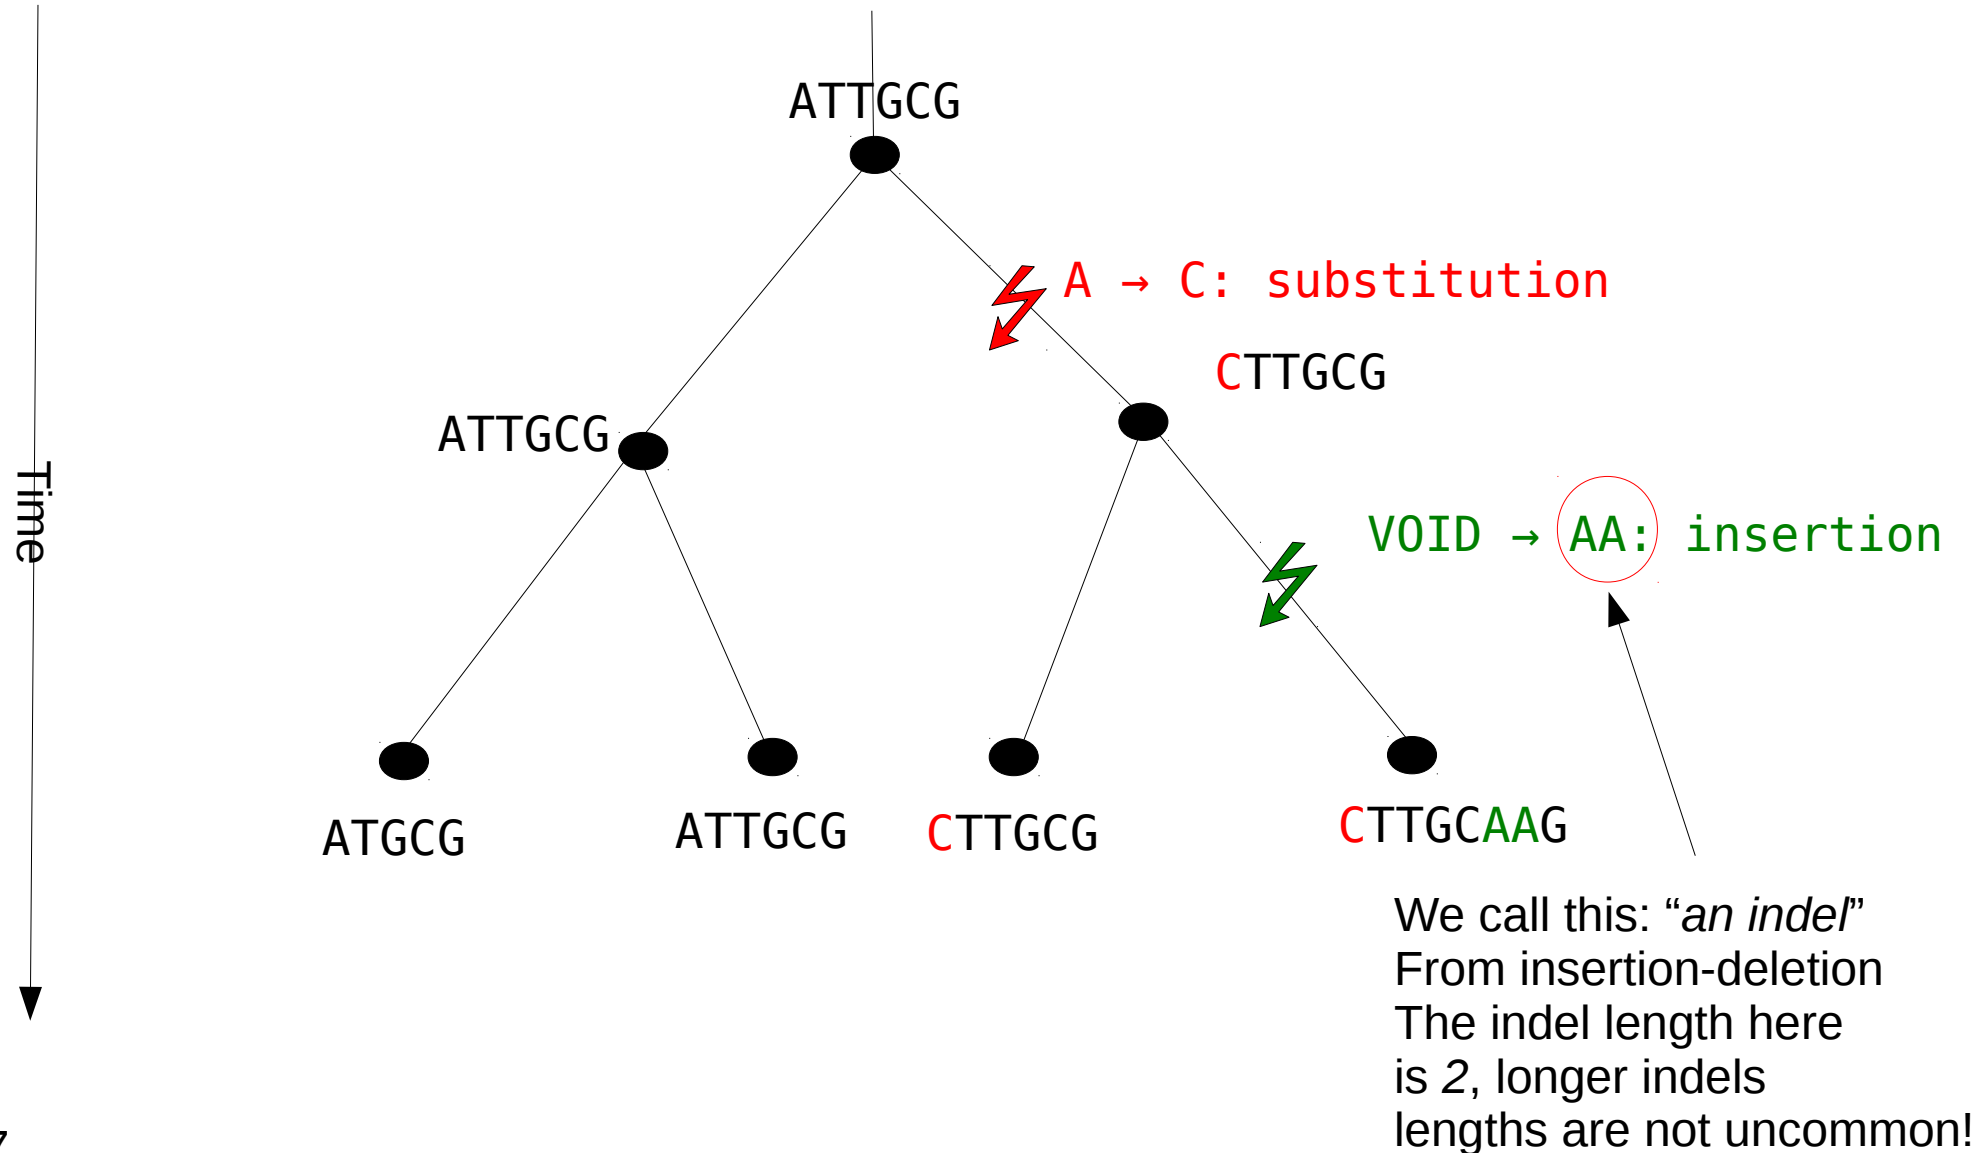 ATTGCG
A → C: substitution
CTTGCG
ATTGCG
Time
VOID → AA: insertion
ATGCG
ATTGCG
CTTGCG
CTTGCAAG
We call this: “an indel”
From insertion-deletion
The indel length here
is 2, longer indels
lengths are not uncommon!